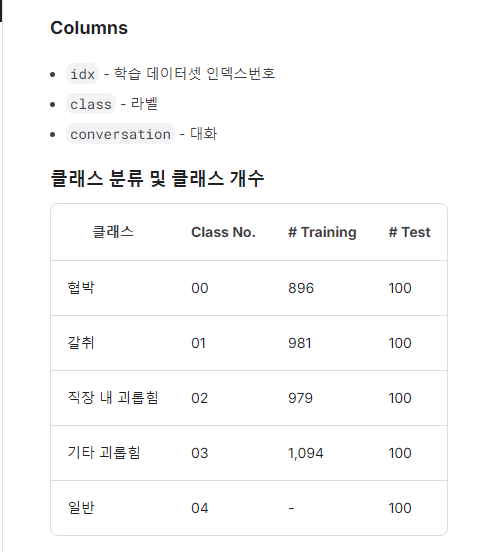 Columns
idx - 학습 데이터셋 인덱스번호
class - 라벨
conversation - 대화
클래스 분류 및 클래스 개수
클래스 Class No. # Training # Test
협박 00 896 100
갈취 01 981 100
직장 내 괴롭힘 02 979 100
기타 괴롭힘 03 1,094 100
일반 04 - 100